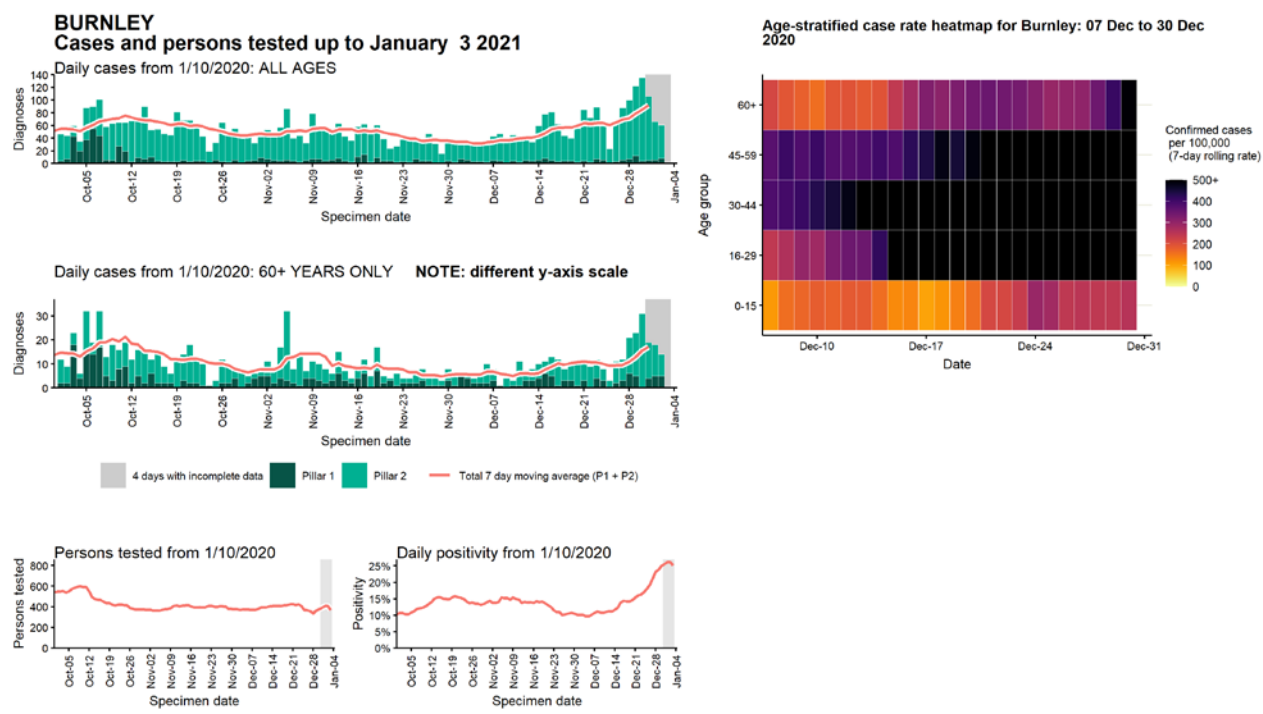 BURNLEY
Cases and persons tested up to January 3 2021
Daily cases from 1/10/2020: ALL AGES
Diagnoses
140
120
100
80
60
40
20
20
Oct-05
Oct-12
Oct-19
Oct-26
Nov-02
Nov-09
Nov-16
Nov-23
Nov-30
Dec-07
Dec-14
Dec-21
Dec-28
Jan-04
Specimen date
Daily cases from 1/10/2020: 60+ YEARS ONLY NOTE: different y-axis scale
Diagnoses
30
20
10
0
Oct-05
Oct-12
Oct-19
Oct-26
Nov-02
Nov-09
Nov-16
Nov-23
Nov-30
Dec-07
Dec-14
Dec-21
Dec-28
Jan-04
Specimen date
4 days with incomplete data Pillar 1 Pillar 2 Total 7 day moving average (P1 + P2)
Persons tested from 1/10/2020
Persons tested
800
600
400
200
0
Oct-05
Oct-12
Oct-19
Oct-26
Nov-02
Nov-09
Nov-16
Nov-23
Nov-30
Dec-07
Dec-14
Dec-21
Dec-28
Jan-04
Specimen date
Daily positivity from 1/10/2020
Positivity
25%
20%
15%
10%
5%
0%
Oct-05
Oct-12
Oct-19
Oct-26
Nov-02
Nov-09
Nov-16
Nov-23
Nov-30
Dec-07
Dec-14
Dec-21
Dec-28
Jan-04
Specimen date
Age-stratified case rate heatmap for Burnley: 07 Dec to 30 Dec
2020
Age group
60+
45-59
30-44
16-29
0-15
Dec-10
Dec-17
Dec-24
Dec-31
Date
Confirmed cases
per 100,000
(7-day rolling rate)
500+
400
300
200
100
0